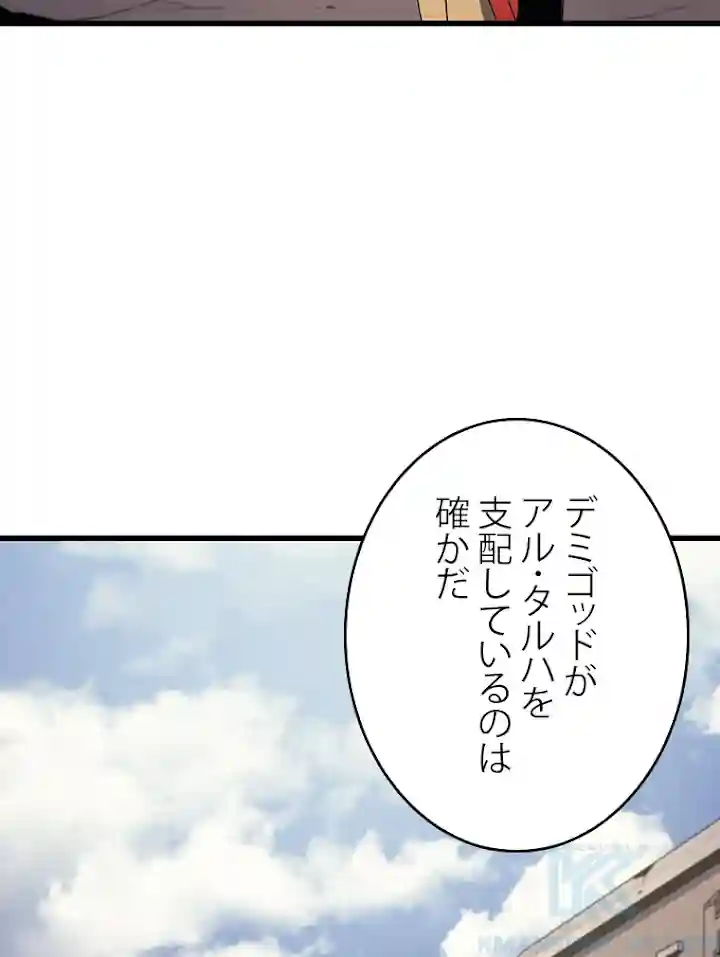 デミゴッドが
アル・タルハを
支配しているのは
確かだ